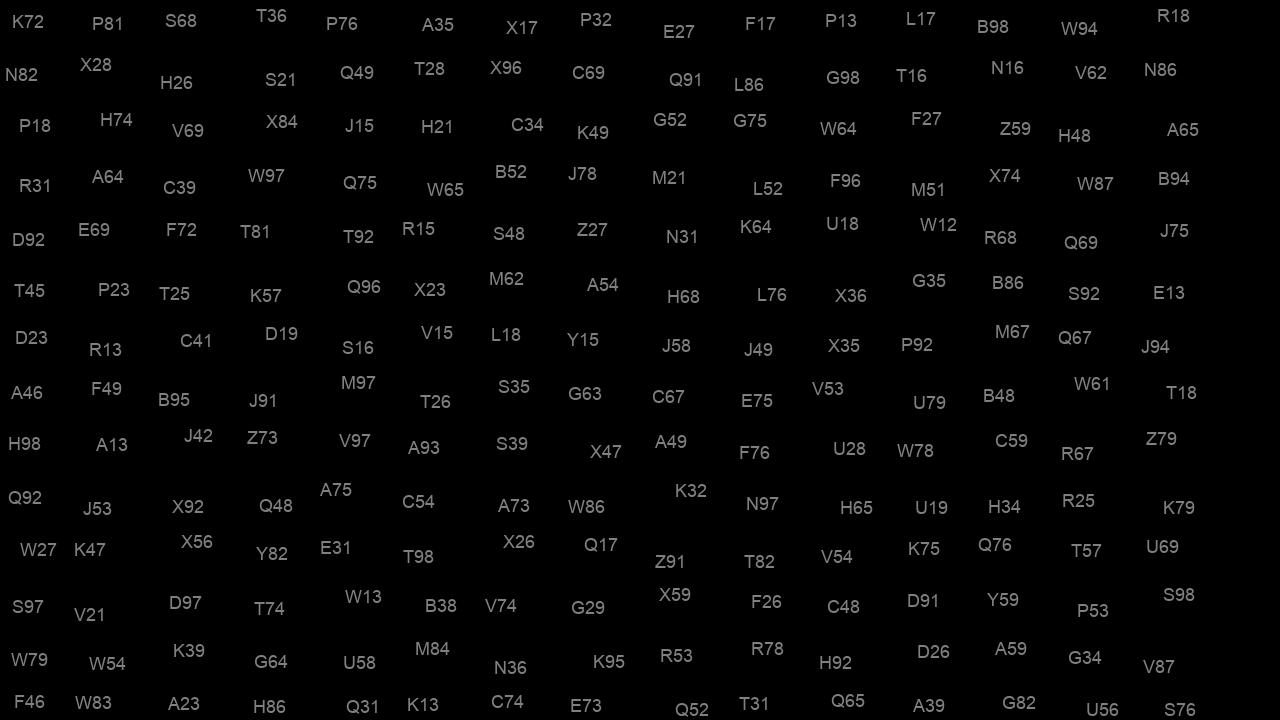 K72 P81 S68 T36 P76 A35 X17 P32 E27 F17 P13 L17 B98 W94 R18
N82 X28 H26 S21 Q49 T28 X96 C69 Q91 L86 G98 T16 N16 V62 N86
P18 H74 V69 X84 J15 H21 C34 K49 G52 G75 W64 F27 Z59 H48 A65
R31 A64 C39 W97 Q75 W65 B52 J78 M21 L52 F96 M51 X74 W87 B94
D92 E69 F72 T81 T92 R15 S48 Z27 N31 K64 U18 W12 R68 Q69 J75
T45 P23 T25 K57 Q96 X23 M62 A54 H68 L76 X36 G35 B86 S92 E13
D23 R13 C41 D19 S16 V15 L18 Y15 J58 J49 X35 P92 M67 Q67 J94
A46 F49 B95 J91 M97 T26 S35 G63 C67 E75 V53 U79 B48 W61 T18
H98 A13 J42 Z73 V97 A93 S39 X47 A49 F76 U28 W78 C59 R67 Z79
Q92 J53 X92 Q48 A75 C54 A73 W86 K32 N97 H65 U19 H34 R25 K79
W27 K47 X56 Y82 E31 T98 X26 Q17 Z91 T82 V54 K75 Q76 T57 U69
S97 V21 D97 T74 W13 B38 V74 G29 X59 F26 C48 D91 Y59 P53 S98
W79 W54 K39 G64 U58 M84 N36 K95 R53 R78 H92 D26 A59 G34 V87
F46 W83 A23 H86 Q31 K13 C74 E73 Q52 T31 Q65 A39 G82 U56 S76